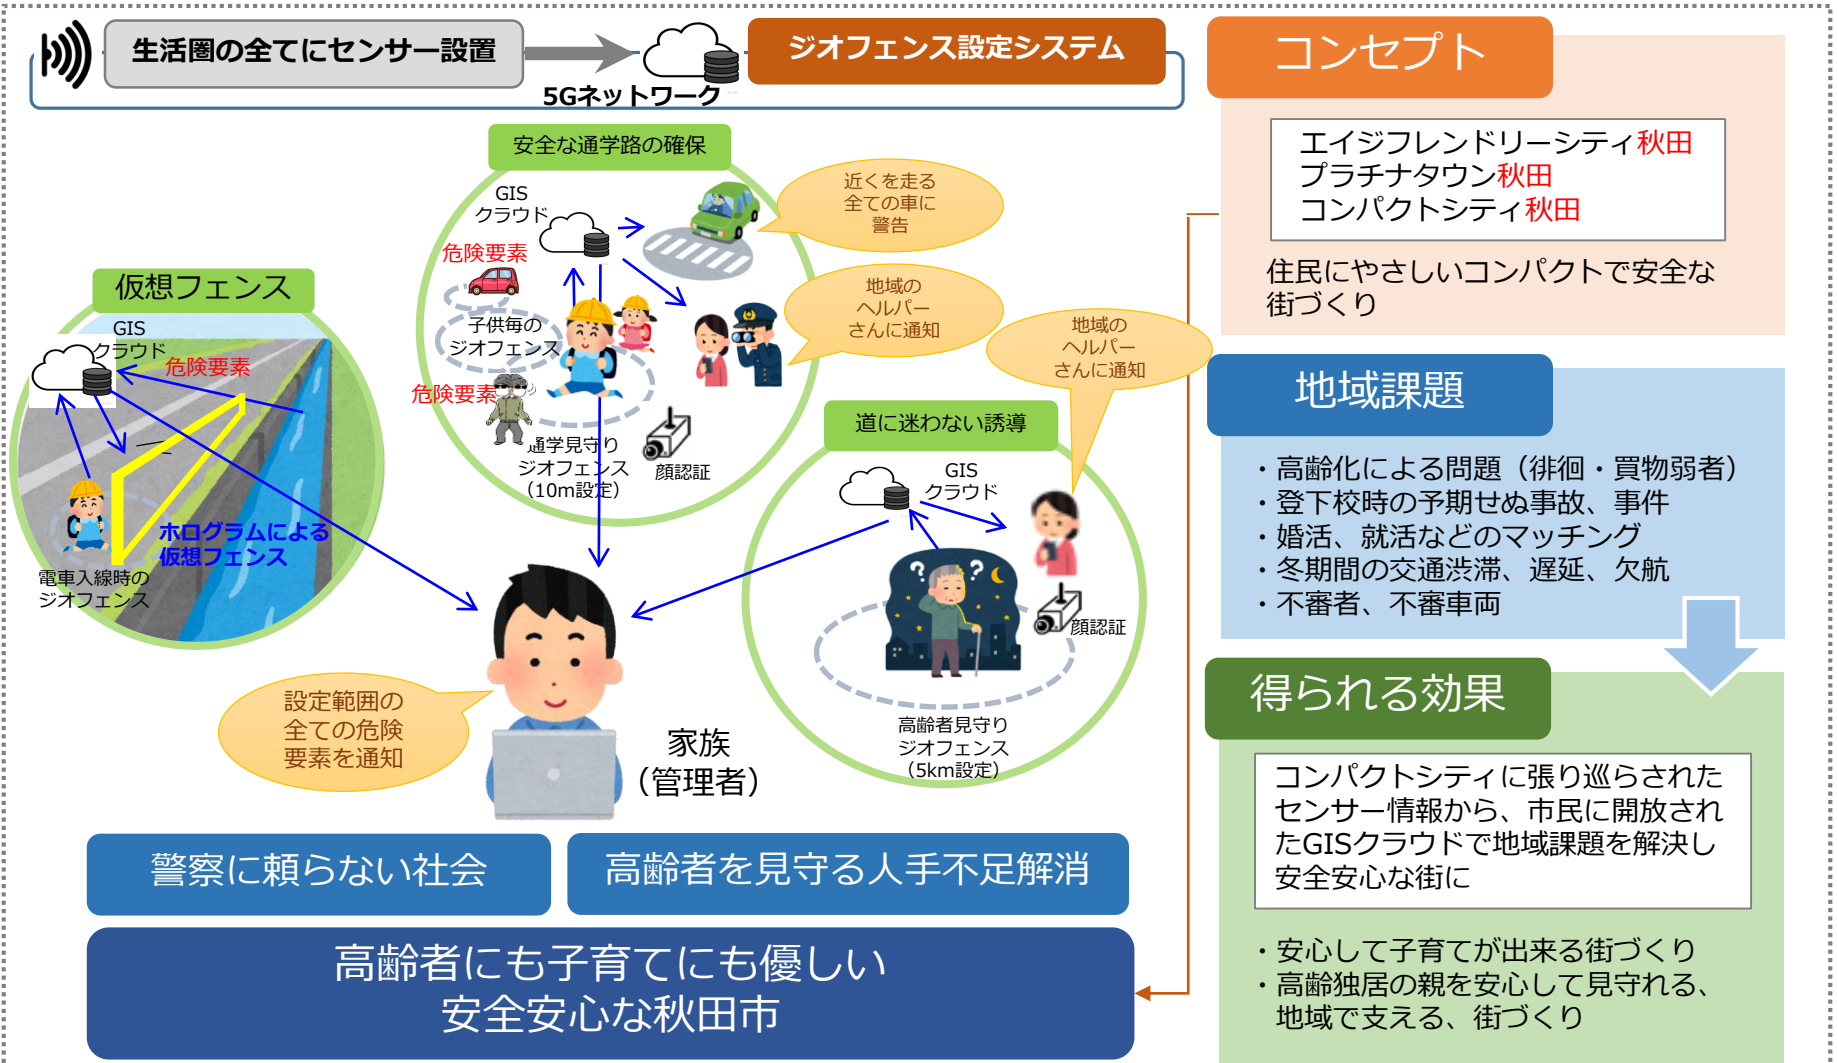 生活圏の全てにセンサー設置
5Gネットワーク
ジオフェンス設定システム
安全な通学路の確保
GIS
クラウド
近くを走る
全ての車に
警告
危険要素
地域の
ヘルパー
さんに通知
子供毎の
ジオフェンス
危険要素
通学見守り
ジオフェンス
（10m設定）
顔認証
仮想フェンス
GIS
クラウド
危険要素
ホログラムによる
仮想フェンス
電車入線時の
ジオフェンス
地域の
ヘルパー
さんに通知
道に迷わない誘導
GIS
クラウド
? ?
顔認証
高齢者見守り
ジオフェンス
（5km設定）
設定範囲の
全ての危険
要素を通知
家族
（管理者）
警察に頼らない社会
高齢者を見守る人手不足解消
高齢者にも子育てにも優しい
安全安心な秋田市
コンセプト
エイジフレンドリーシティ秋田
プラチナタウン秋田
コンパクトシティ秋田
住民にやさしいコンパクトで安全な
街づくり
地域課題
・高齢化による問題（徘徊・買物弱者）
・登下校時の予期せぬ事故、事件
・婚活、就活などのマッチング
・冬期間の交通渋滞、遅延、欠航
・不審者、不審車両
得られる効果
コンパクトシティに張り巡らされた
センサー情報から、市民に開放され
たGISクラウドで地域課題を解決し
安全安心な街に
・安心して子育てが出来る街づくり
・高齢独居の親を安心して見守れる、
地域で支える、街づくり